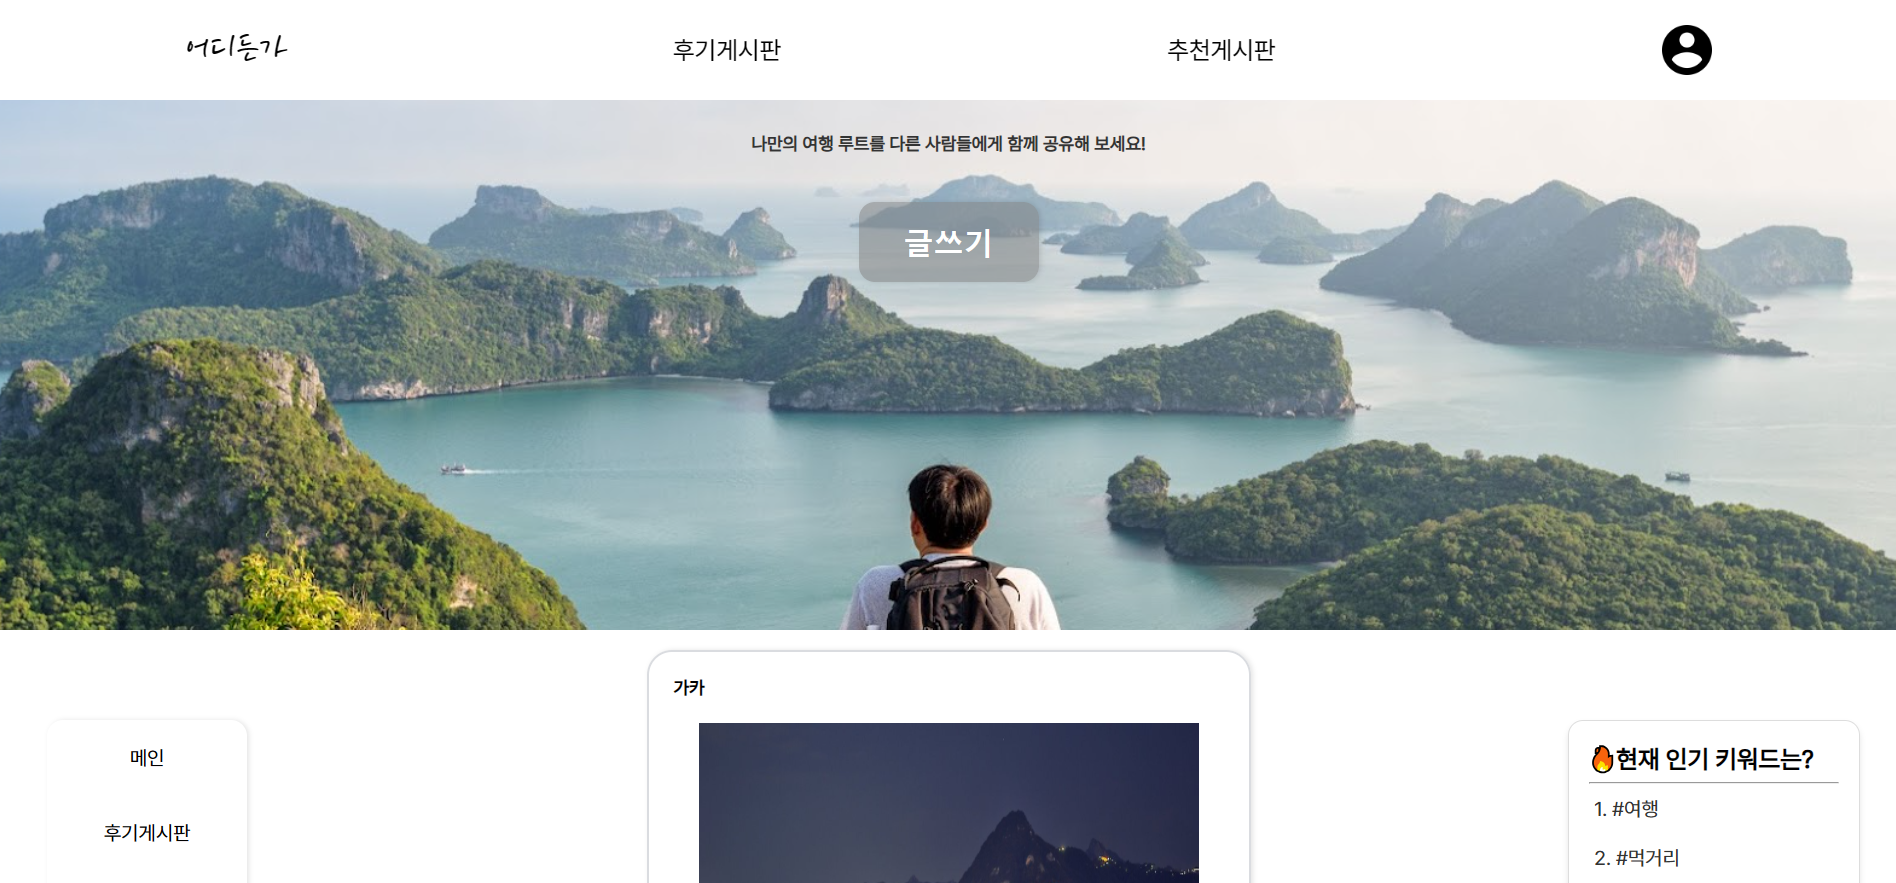 어디든가
후기게시판
추천게시판
나만의 여행 루트를 다른 사람들에게 함께 공유해 보세요!
글쓰기
가카
메인
후기게시판
현재 인기 키워드는?
1. #여행
2. #먹거리